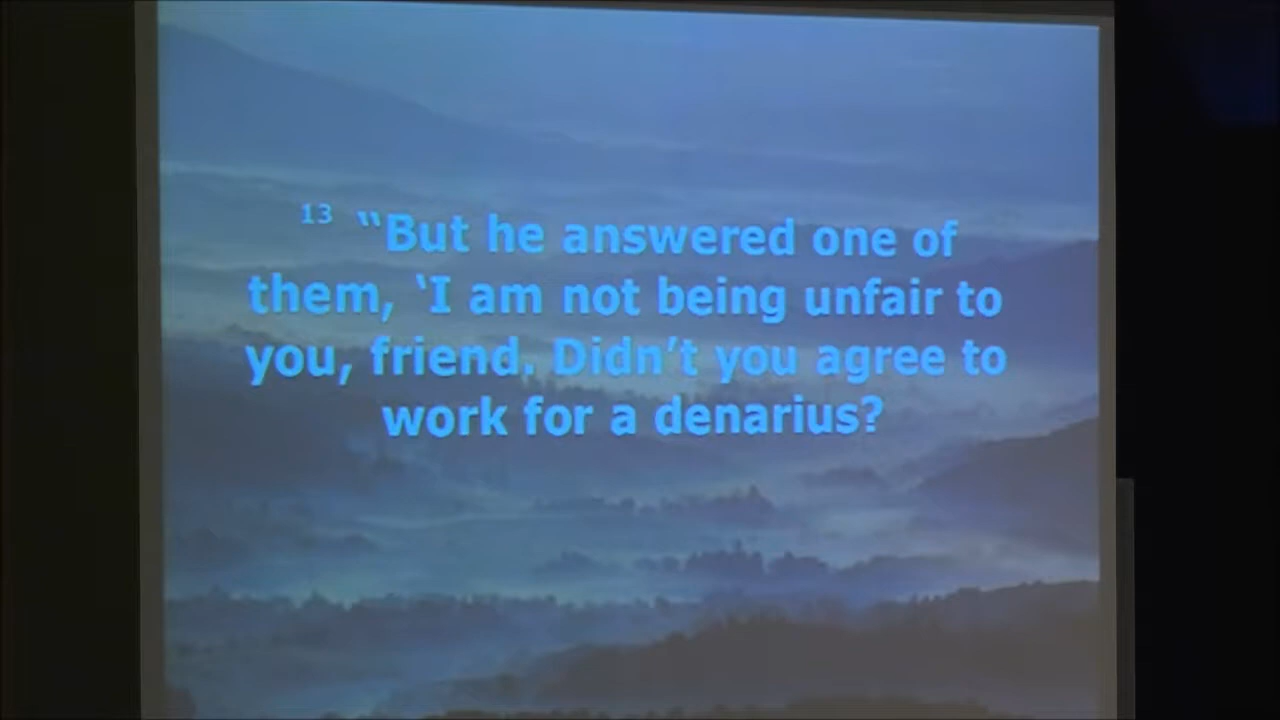 13 “But he answered one of
them, ‘I am not being unfair to
you, friend. Didn’t you agree to
work for a denarius?